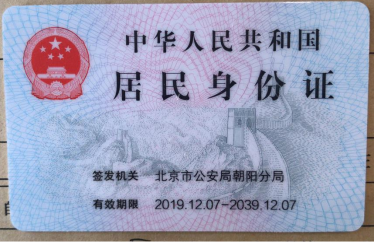 中华人民共和国
居民身份证
签发机关 北京市公安局朝阳分局
有效期限 2019.12.07-2039.12.07